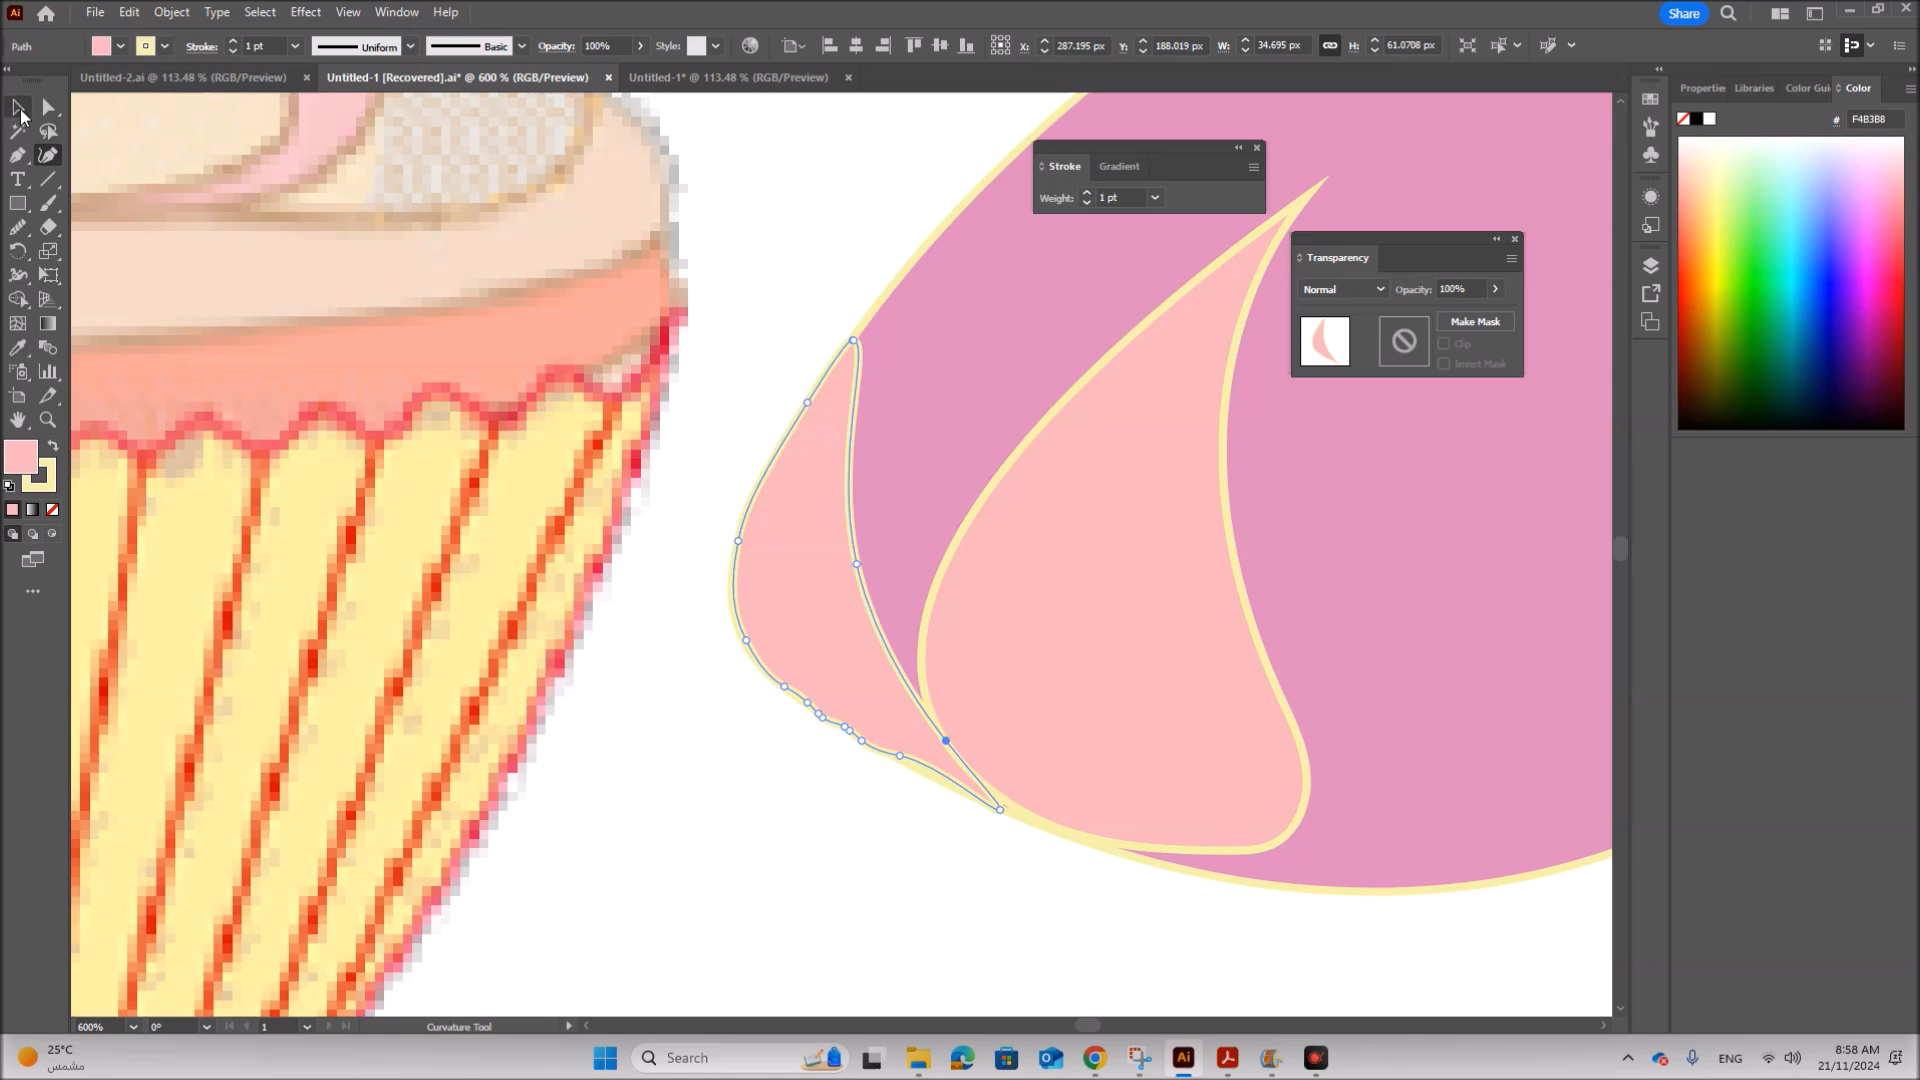 Ai File Edit Object Type Select Effect View Window Help Share
Path Stroke: 1 pt Uniform Basic Opacity: 100% Style: X: 287.195 px Y: 188.019 px W: 34.695 px H: 61.0708 px
Untitled-2.ai @ 113.48 % (RGB/Preview) Untitled-1 [Recovered].ai* @ 600 % (RGB/Preview) Untitled-1* @ 113.48 % (RGB/Preview)
Propertie Libraries Color Gui Color
# F4B3B8
Stroke Gradient
Weight: 1 pt
Transparency
Normal Opacity: 100%
Make Mask
Clip
Invert Mask
600% 0° 1 Curvature Tool
25°C
مشمس
Search
Ai
ENG
8:58 AM
21/11/2024